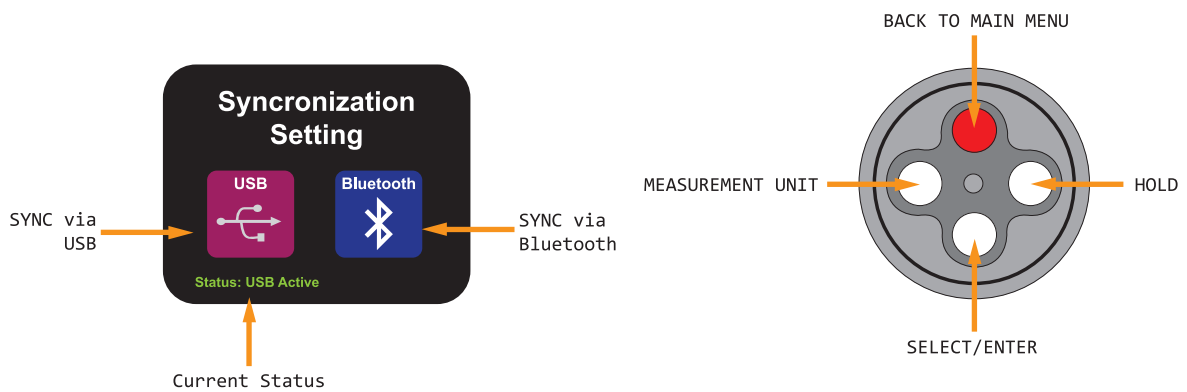 Syncronization
Setting
USB
Bluetooth
SYNC via
USB
SYNC via
Bluetooth
Status: USB Active
Current Status
BACK TO MAIN MENU
MEASUREMENT UNIT
HOLD
SELECT/ENTER